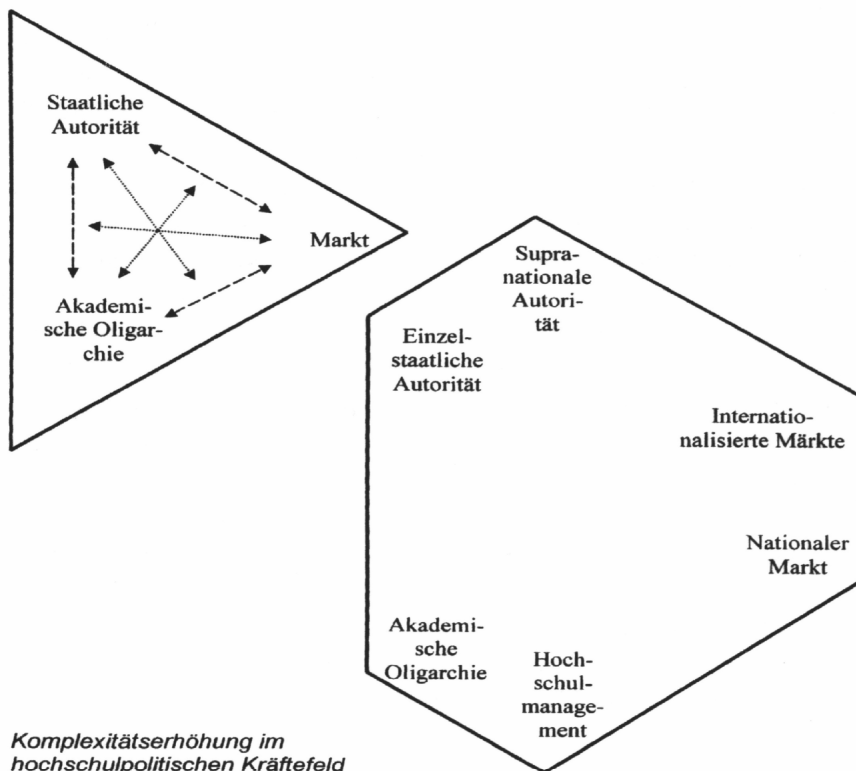 Staatliche
Autorität
Markt
Akademi-
sche Oligar-
chie
Supra-
nationale
Autori-
tät
Einzel-
staatliche
Autorität
Internatio-
nalisierte Märkte
Nationaler
Markt
Akademi-
sche
Oligarchie
Hoch-
schul-
manage-
ment
Komplexitätserhöhung im
hochschulpolitischen Kräftefeld